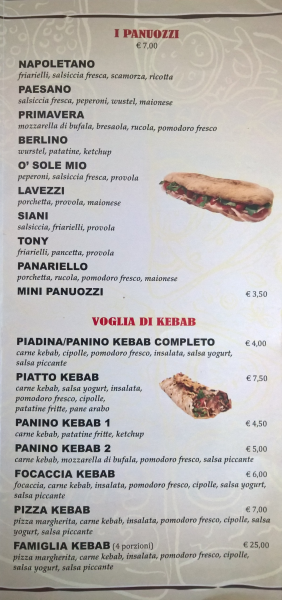 I PANUOZZI
€ 7,00
NAPOLETANO
friarielli, salsiccia fresca, scamorza, ricotta
PAESANO
salsiccia fresca, peperoni, wustel, maionese
PRIMAVERA
mozzarella di bufala, bresaola, rucola, pomodoro fresco
BERLINO
wurstel, patatine, ketchup
O' SOLE MIO
peperoni, salsiccia fresca, provola
LAVEZZI
porchetta, provola, maionese
SIANI
salsiccia, friarielli, provola
TONY
friarielli, pancetta, provola
PANARIELLO
porchetta, rucola, pomodoro fresco, maionese
MINI PANUOZZI € 3,50
VOGLIA DI KEBAB
PIADINA/PANINO KEBAB COMPLETO € 4,00
carne kebab, cipolle, pomodoro fresco, insalata, salsa yogurt,
salsa piccante
PIATTO KEBAB € 7,50
carne kebab, salsa yogurt, insalata,
pomodoro fresco, cipolle,
patatine fritte, pane arabo
PANINO KEBAB 1 € 4,50
carne kebab, patatine fritte, ketchup
PANINO KEBAB 2 € 5,00
carne kebab, mozzarella di bufala, pomodoro fresco, salsa piccante
FOCACCIA KEBAB € 6,00
focaccia, carne kebab, insalata, pomodoro fresco, cipolle, salsa yogurt,
salsa piccante
PIZZA KEBAB € 7,00
pizza margherita, carne kebab, insalata, pomodoro fresco, cipolle, salsa
yogurt, salsa piccante
FAMIGLIA KEBAB (4 porzioni) € 25,00
pizza margherita, carne kebab, insalata, pomodoro fresco, cipolle,
salsa yogurt, salsa piccante